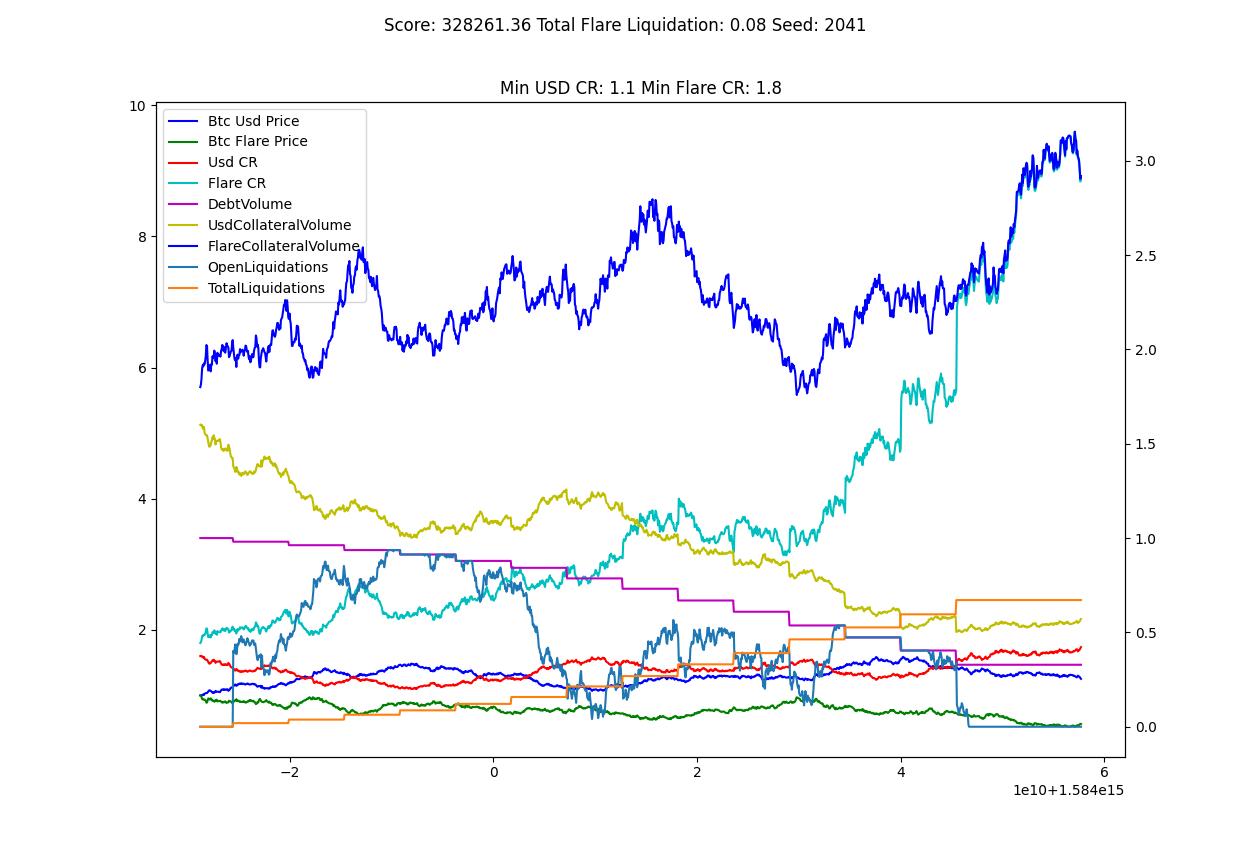 Score: 328261.36 Total Flare Liquidation: 0.08 Seed: 2041
Min USD CR: 1.1 Min Flare CR: 1.8
Btc Usd Price
Btc Flare Price
Usd CR
Flare CR
DebtVolume
UsdCollateralVolume
FlareCollateralVolume
OpenLiquidations
TotalLiquidations
10
8
6
4
2
3.0
2.5
2.0
1.5
1.0
0.5
0.0
−2
0
2
4
6
1e10+1.584e15